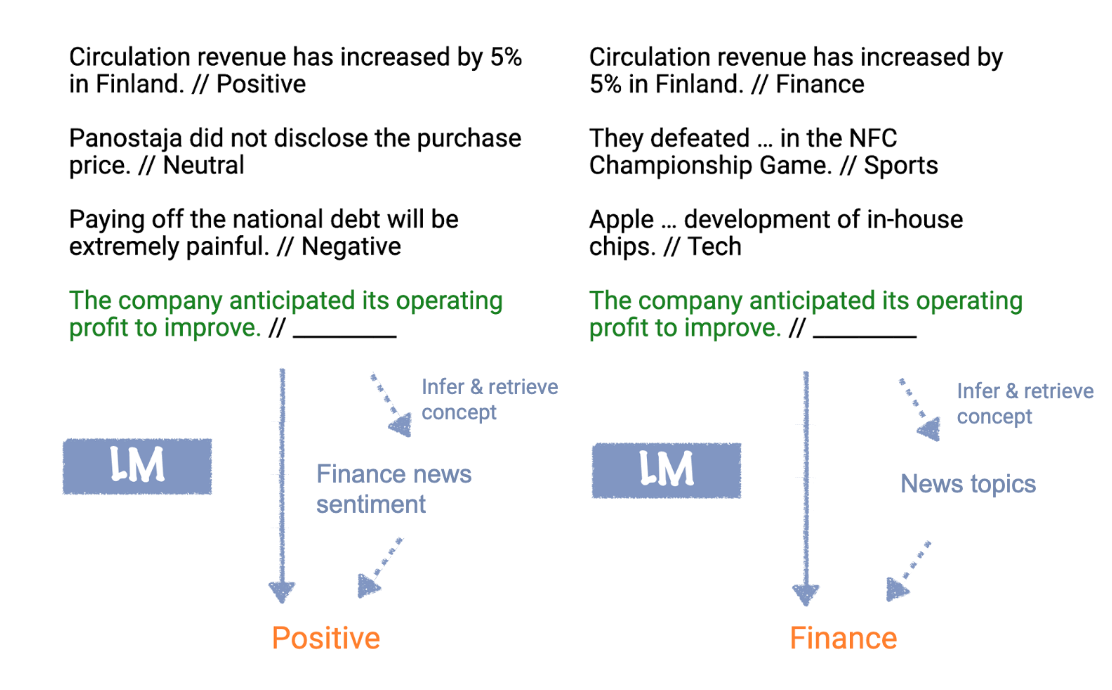 Circulation revenue has increased by 5%
in Finland. // Positive
Panostaja did not disclose the purchase
price. // Neutral
Paying off the national debt will be
extremely painful. // Negative
The company anticipated its operating
profit to improve. // _________
Infer & retrieve
concept
LM
Finance news
sentiment
Positive
Circulation revenue has increased by
5% in Finland. // Finance
They defeated ... in the NFC
Championship Game. // Sports
Apple ... development of in-house
chips. // Tech
The company anticipated its operating
profit to improve. // _________
Infer & retrieve
concept
LM
News topics
Finance